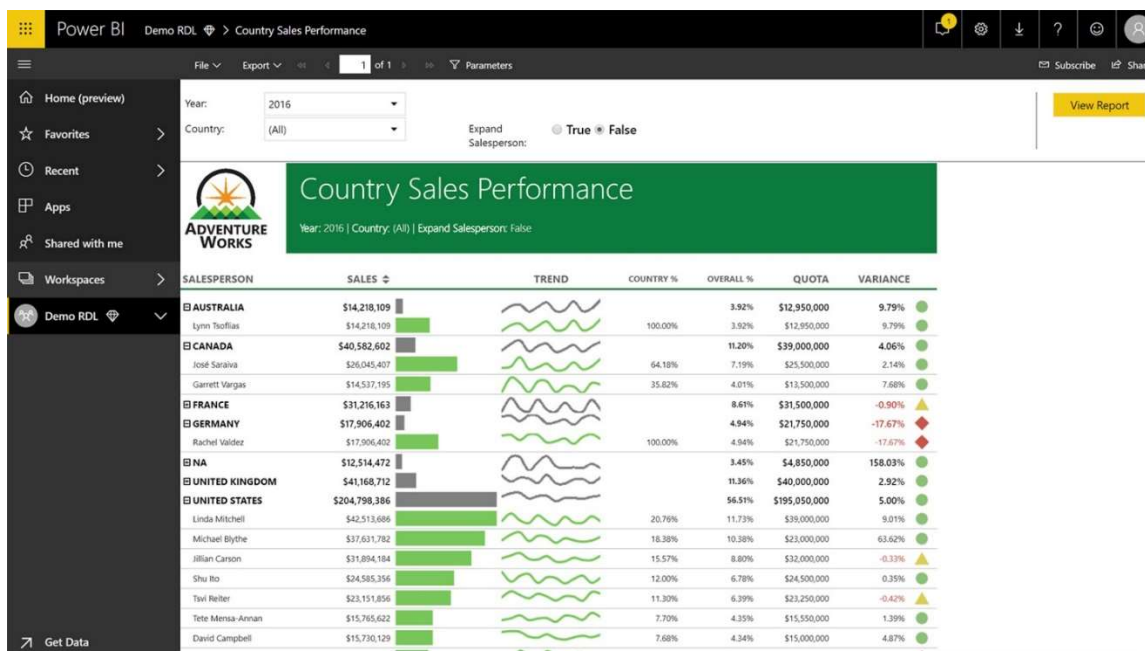 Power BI Demo RDL > Country Sales Performance 1 ?
File Export 1 of 1 Parameters Subscribe Shar
Home (preview)
Favorites
Recent
Apps
Shared with me
Workspaces
Demo RDL
Get Data
Year: 2016
Country: (All) Expand Salesperson: True False
View Report
ADVENTURE
WORKS
Country Sales Performance
Year: 2016 | Country: (All) | Expand Salesperson: False
SALESPERSON SALES TREND COUNTRY % OVERALL % QUOTA VARIANCE
AUSTRALIA $14,218,109 3.92% $12,950,000 9.79%
Lynn Tsoflias $14,218,109 100.00% 3.92% $12,950,000 9.79%
CANADA $40,582,602 11.20% $39,000,000 4.06%
José Saraiva $26,045,407 64.18% 7.19% $25,500,000 2.14%
Garrett Vargas $14,537,195 35.82% 4.01% $13,500,000 7.68%
FRANCE $31,216,163 8.61% $31,500,000 -0.90%
GERMANY $17,906,402 4.94% $21,750,000 -17.67%
Rachel Valdez $17,906,402 100.00% 4.94% $21,750,000 -17.67%
NA $12,514,472 3.45% $4,850,000 158.03%
UNITED KINGDOM $41,168,712 11.36% $40,000,000 2.92%
UNITED STATES $204,798,386 56.51% $195,050,000 5.00%
Linda Mitchell $42,513,686 20.76% 11.73% $39,000,000 9.01%
Michael Blythe $37,631,782 18.38% 10.38% $23,000,000 63.62%
Jillian Carson $31,894,184 15.57% 8.80% $32,000,000 -0.33%
Shu Ito $24,585,356 12.00% 6.78% $24,500,000 0.35%
Tsvi Reiter $23,151,856 11.30% 6.39% $23,250,000 -0.42%
Tete Mensa-Annan $15,765,622 7.70% 4.35% $15,550,000 1.39%
David Campbell $15,730,129 7.68% 4.34% $15,000,000 4.87%